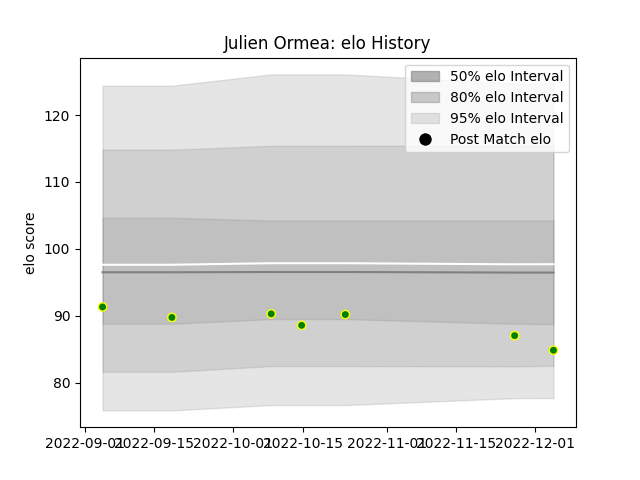 Julien Ormea: elo History
50% elo Interval
80% elo Interval
95% elo Interval
Post Match elo
elo score
120
110
100
90
80
2022-09-01
2022-09-15
2022-10-01
2022-10-15
2022-11-01
2022-11-15
2022-12-01